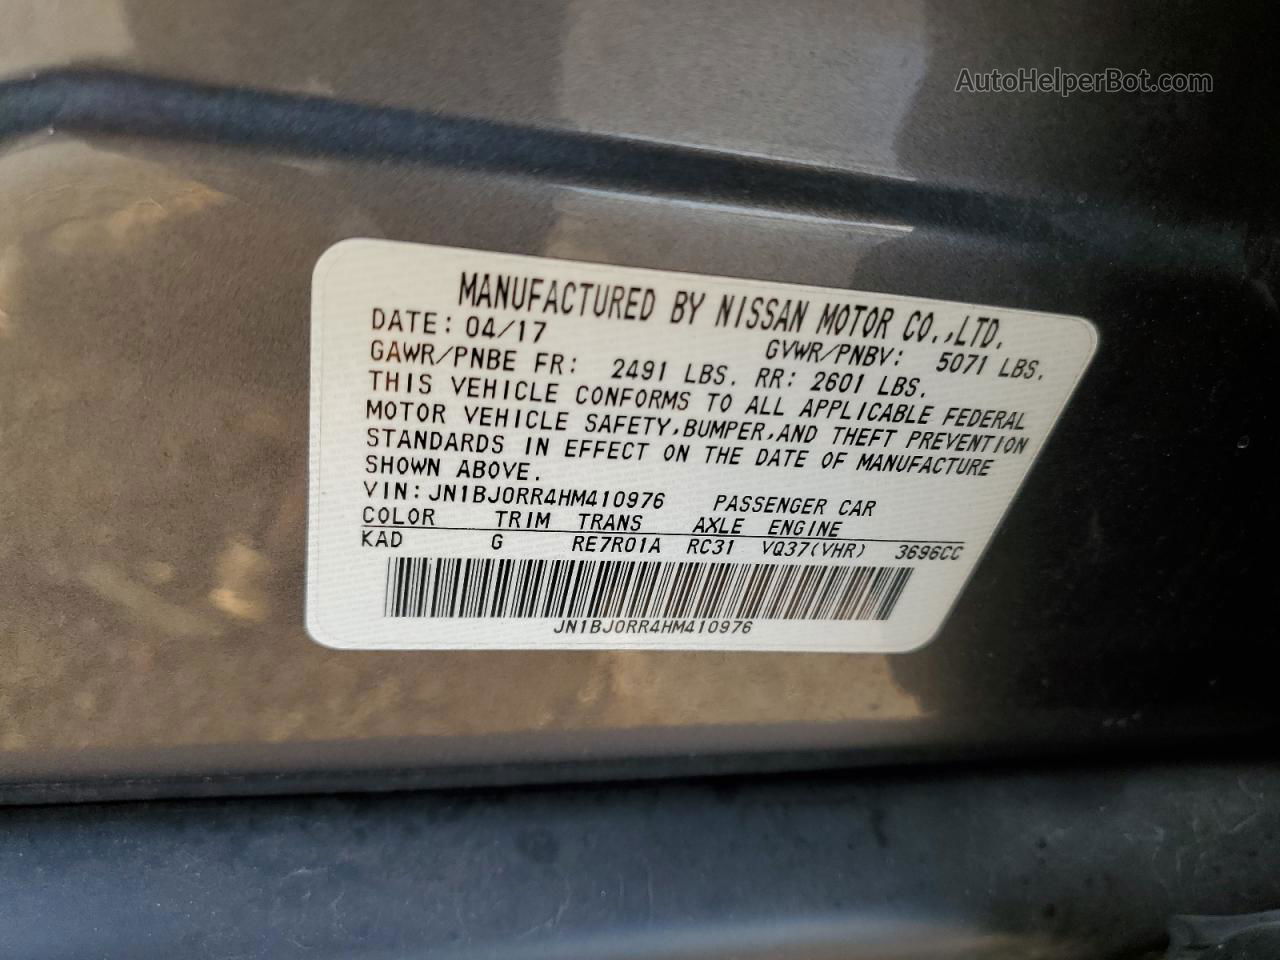 AutoHelperBot.com
MANUFACTURED BY NISSAN MOTOR CO.,LTD.
DATE: 04/17 GVWR/PNBV: 5071 LBS.
GAWR/PNBE FR: 2491 LBS. RR: 2601 LBS.
THIS VEHICLE CONFORMS TO ALL APPLICABLE FEDERAL
MOTOR VEHICLE SAFETY,BUMPER,AND THEFT PREVENTION
STANDARDS IN EFFECT ON THE DATE OF MANUFACTURE
SHOWN ABOVE.
VIN: JN1BJ0RR4HM410976 PASSENGER CAR
COLOR TRIM TRANS AXLE ENGINE
KAD G RE7R01A RC31 VQ37(VHR) 3696CC
JN1BJ0RR4HM410976